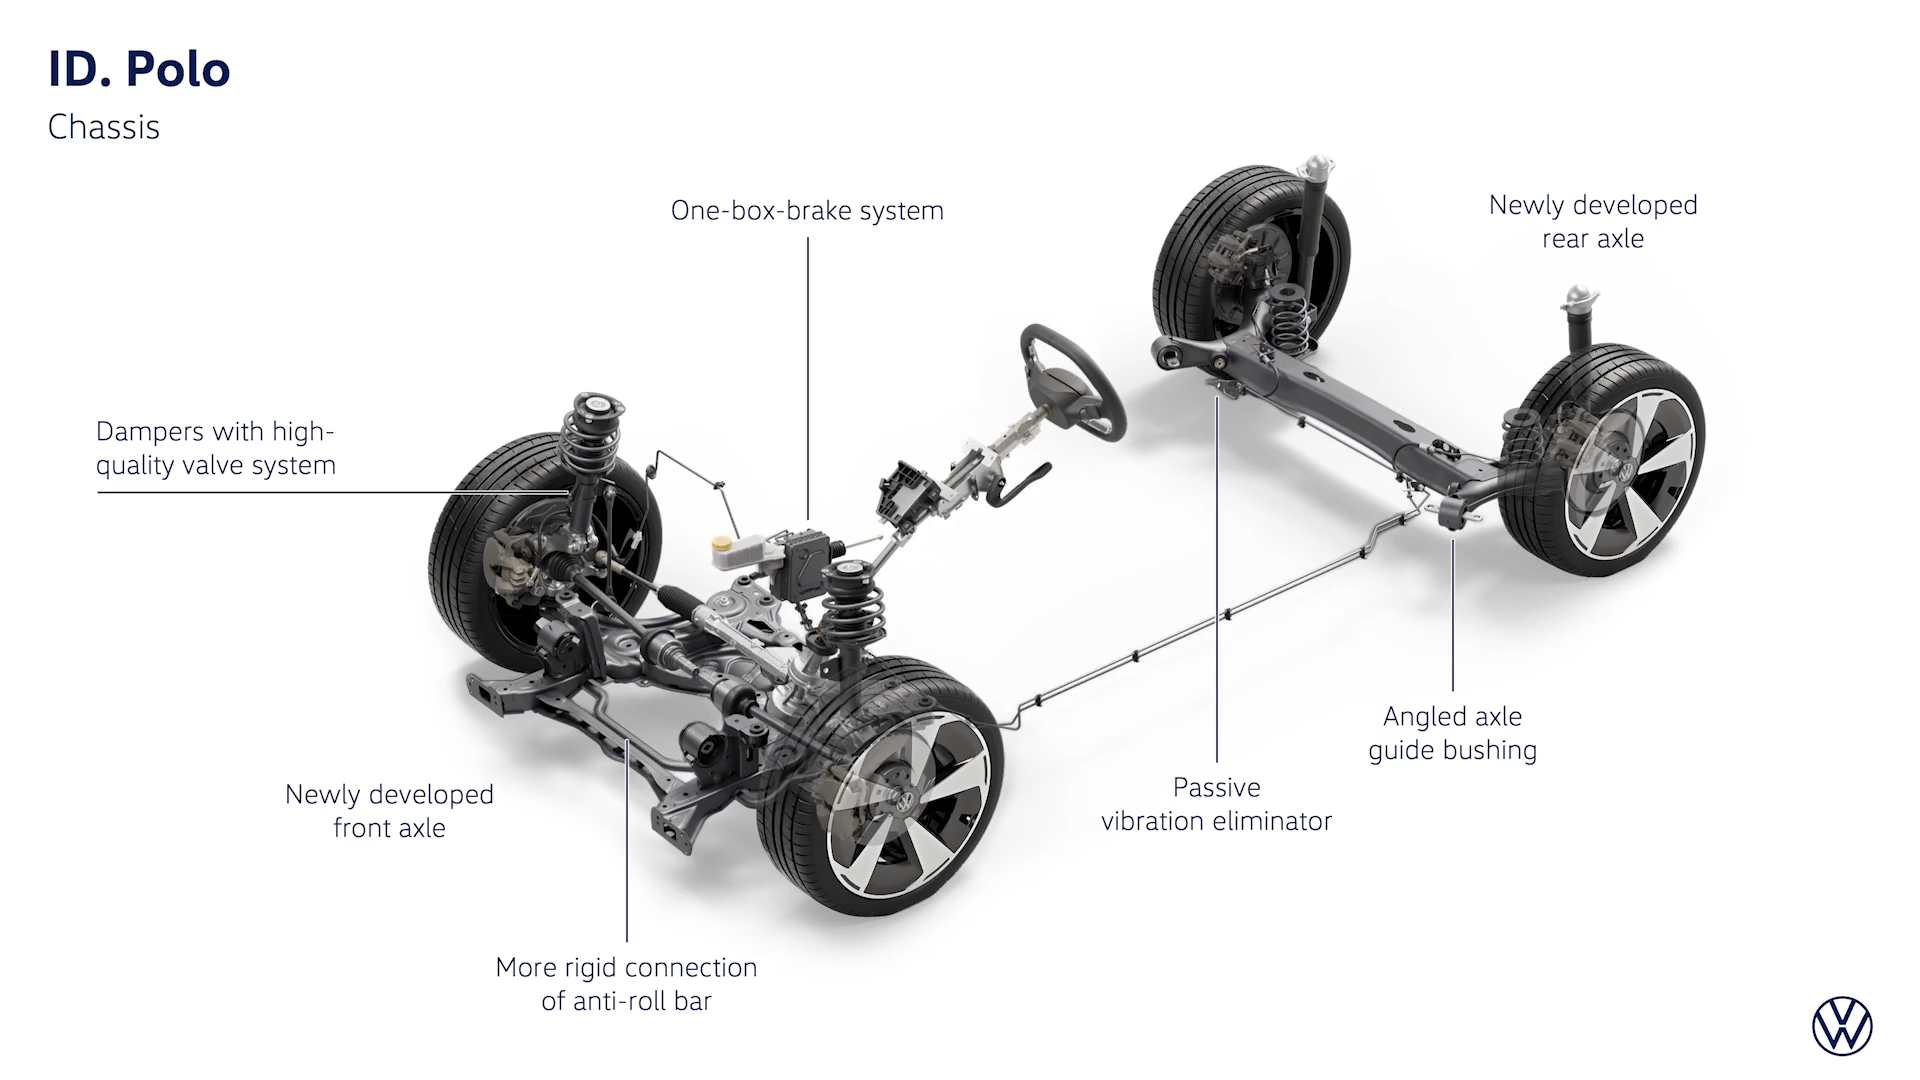 ID. Polo
Chassis
One-box-brake system
Newly developed
rear axle
Dampers with high-
quality valve system
Angled axle
guide bushing
Passive
vibration eliminator
Newly developed
front axle
More rigid connection
of anti-roll bar